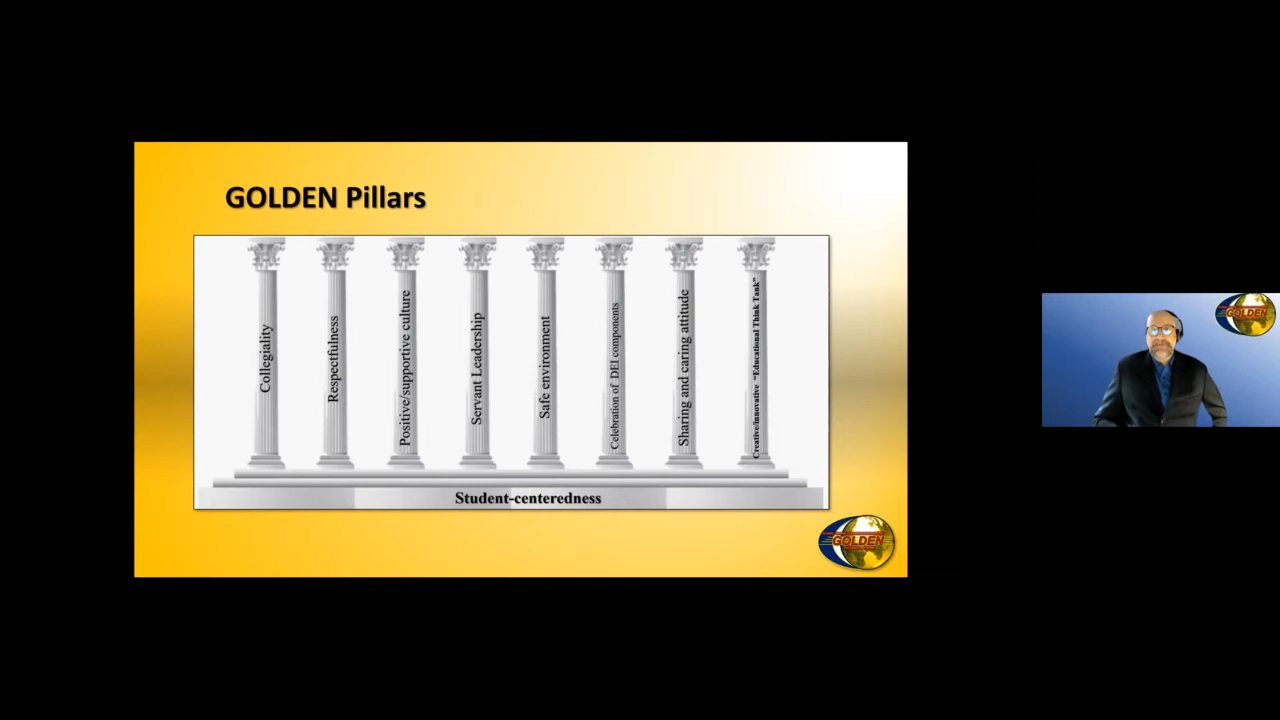 GOLDEN Pillars
Collegiality
Respectfulness
Positive/supportive culture
Servant Leadership
Safe environment
Celebration of DEI components
Sharing and caring attitude
Creative/innovative "Educational Think Tank"
Student-centeredness
GOLDEN
GOLDEN